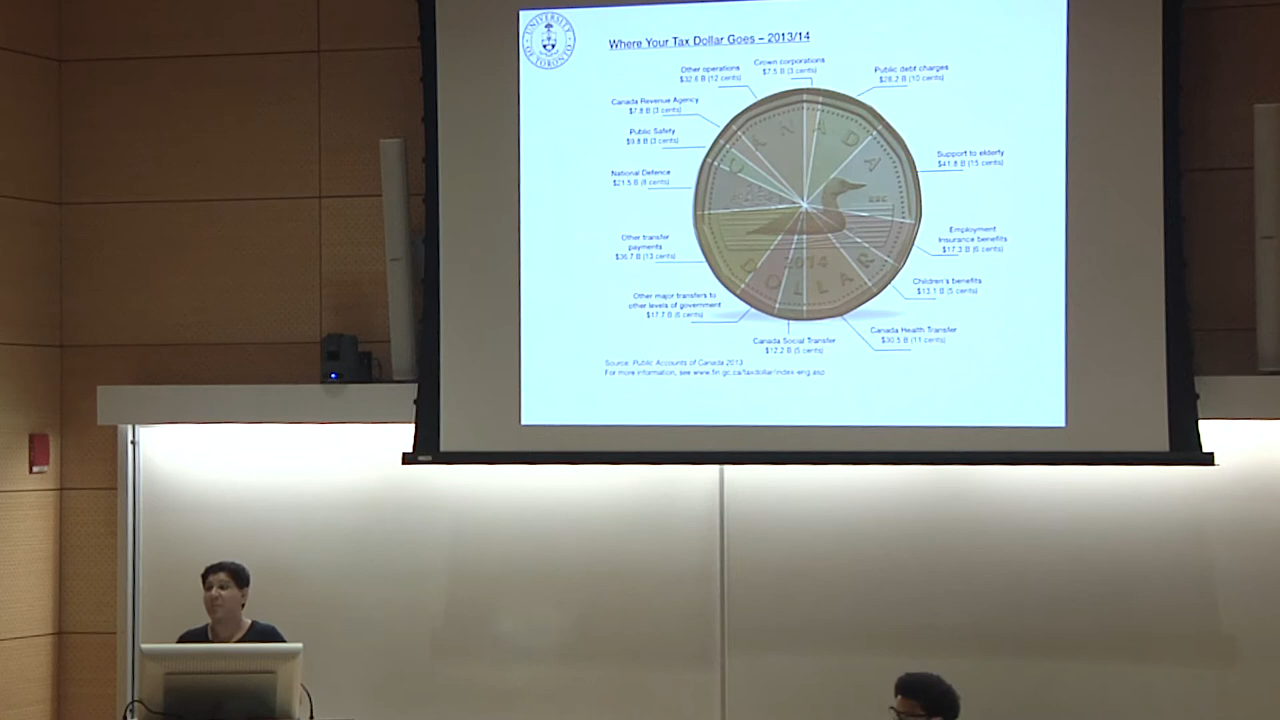 UNIVERSITY
OF TORONTO
Where Your Tax Dollar Goes – 2013/14
Crown corporations
$7.5 B (3 cents)
Public debt charges
$28.2 B (10 cents)
Support to elderly
$41.8 B (15 cents)
Employment
Insurance benefits
$17.3 B (6 cents)
Children's benefits
$13.1 B (5 cents)
Canada Health Transfer
$30.5 B (11 cents)
Canada Social Transfer
$12.2 B (5 cents)
Other major transfers to
other levels of government
$17.7 B (6 cents)
Other transfer
payments
$36.7 B (13 cents)
National Defence
$21.5 B (8 cents)
Public Safety
$9.8 B (3 cents)
Canada Revenue Agency
$7.8 B (3 cents)
Other operations
$32.6 B (12 cents)
CANADA
2014
DOLLAR
Source: Public Accounts of Canada 2013
For more information, see www.fin.gc.ca/taxdollar/index-eng.asp